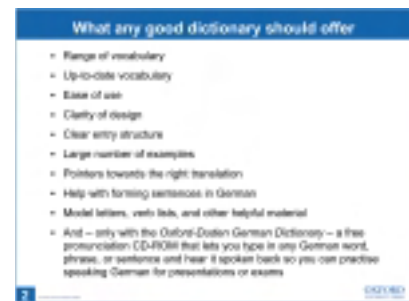 What any good dictionary should offer
• Range of vocabulary
• Up-to-date vocabulary
• Ease of use
• Clarity of design
• Clear entry structure
• Large number of examples
• Pointers towards the right translation
• Help with forming sentences in German
• Model letters, verb lists, and other helpful material
• And – only with the Oxford-Duden German Dictionary – a free
pronunciation CD-ROM that lets you type in any German word,
phrase, or sentence and hear it spoken back so you can practise
speaking German for presentations or exams
2
OXFORD